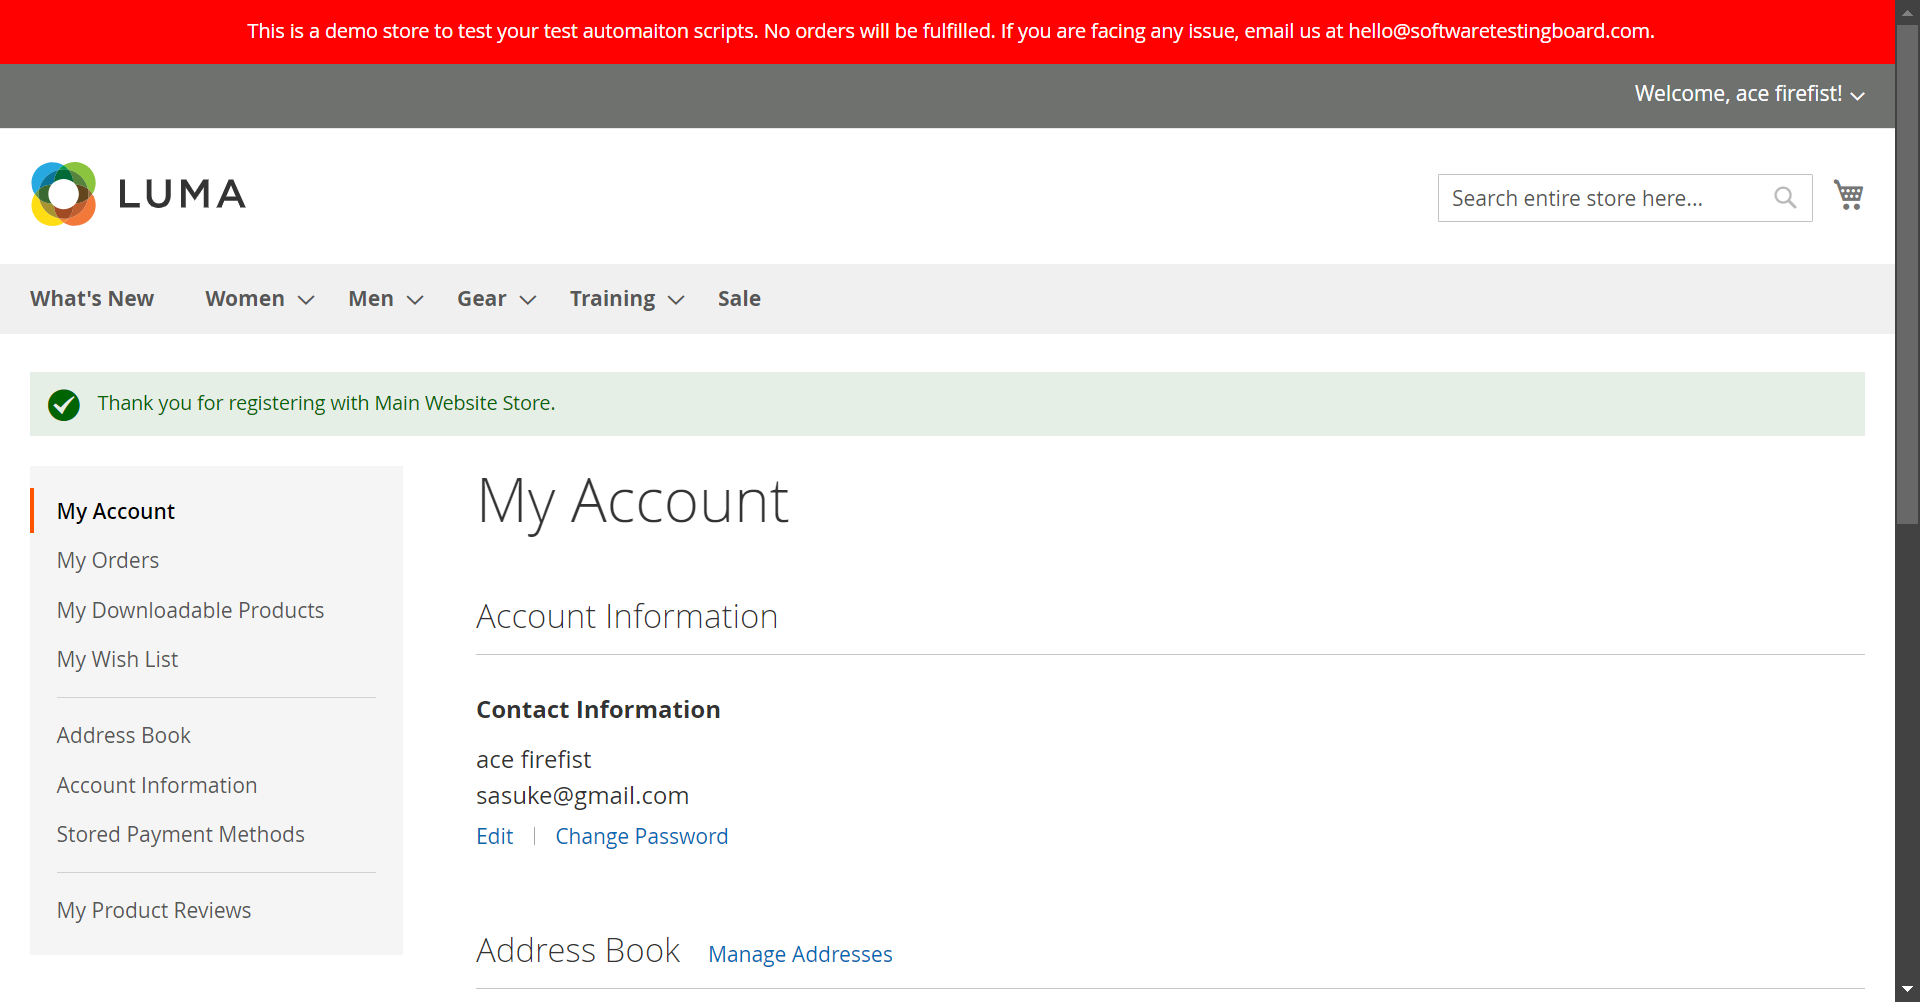 This is a demo store to test your test automaiton scripts. No orders will be fulfilled. If you are facing any issue, email us at hello@softwaretestingboard.com.
Welcome, ace firefist!
LUMA
Search entire store here...
What's New
Women
Men
Gear
Training
Sale
Thank you for registering with Main Website Store.
My Account
My Orders
My Downloadable Products
My Wish List
Address Book
Account Information
Stored Payment Methods
My Product Reviews
My Account
Account Information
Contact Information
ace firefist
sasuke@gmail.com
Edit
Change Password
Address Book
Manage Addresses